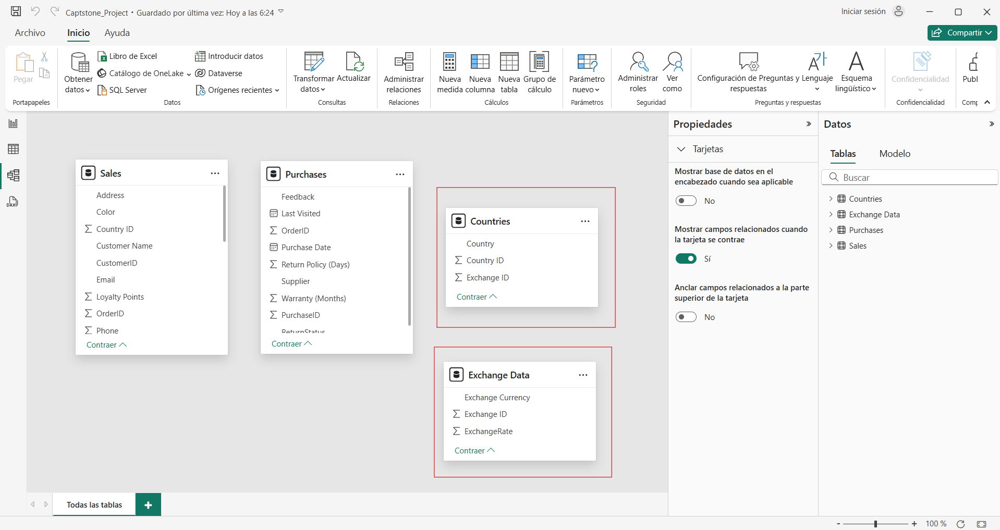 Captstone_Project • Guardado por última vez: Hoy a las 6:24
Iniciar sesión
Archivo
Inicio
Ayuda
Compartir
Pegar
Portapapeles
Obtener
datos
Libro de Excel
Catálogo de OneLake
SQL Server
Introducir datos
Dataverse
Orígenes recientes
Datos
Transformar
datos
Actualizar
Consultas
Administrar
relaciones
Relaciones
Nueva
medida
Nueva
columna
Nueva
tabla
Grupo de
cálculo
Cálculos
Parámetro
nuevo
Parámetros
Administrar
roles
Ver
como
Seguridad
Configuración de Preguntas y
respuestas
Lenguaje
Esquema
lingüístico
Preguntas y respuestas
Confidencialidad
Confidencialidad
Publ
Comp
DAX
Sales
Address
Color
Country ID
Customer Name
CustomerID
Email
Loyalty Points
OrderID
Phone
Contraer
Purchases
Feedback
Last Visited
OrderID
Purchase Date
Return Policy (Days)
Supplier
Warranty (Months)
PurchaseID
ReturnStatus
Contraer
Countries
Country
Country ID
Exchange ID
Contraer
Exchange Data
Exchange Currency
Exchange ID
ExchangeRate
Contraer
Propiedades
Tarjetas
Mostrar base de datos en el
encabezado cuando sea aplicable
No
Mostrar campos relacionados cuando
la tarjeta se contrae
Sí
Anclar campos relacionados a la parte
superior de la tarjeta
No
Datos
Tablas
Modelo
Buscar
Countries
Exchange Data
Purchases
Sales
Todas las tablas
100 %